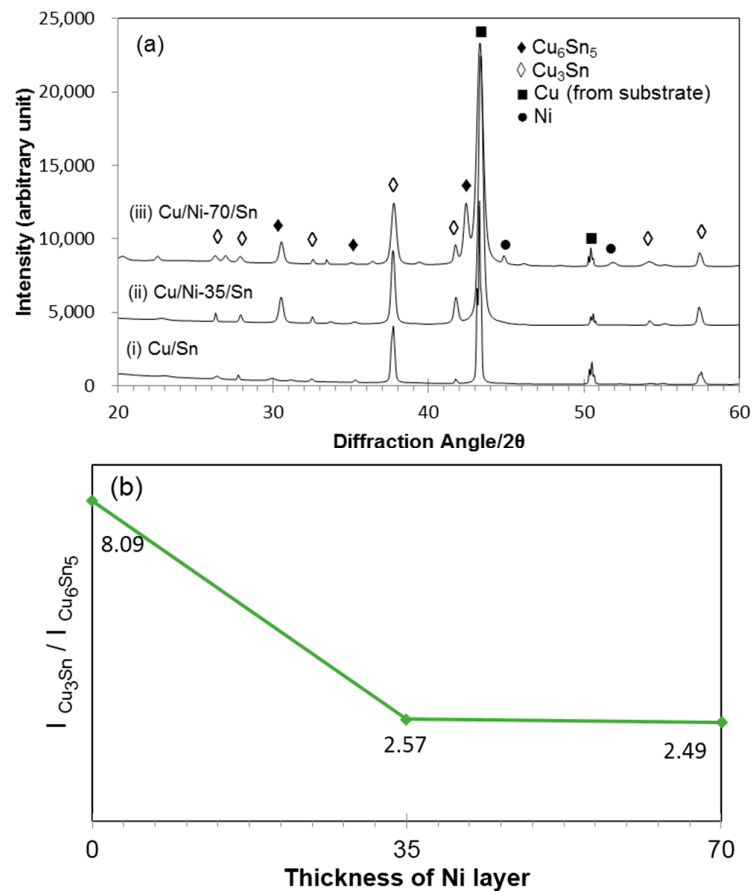 (a)
25,000
20,000
15,000
10,000
5,000
0
Intensity (arbitrary unit)
♦ Cu₆Sn₅
◊ Cu₃Sn
■ Cu (from substrate)
● Ni
(iii) Cu/Ni-70/Sn
(ii) Cu/Ni-35/Sn
(i) Cu/Sn
20 30 40 50 60
Diffraction Angle/2θ
(b)
I Cu₃Sn / I Cu₆Sn₅
8.09
2.57
2.49
0 35 70
Thickness of Ni layer